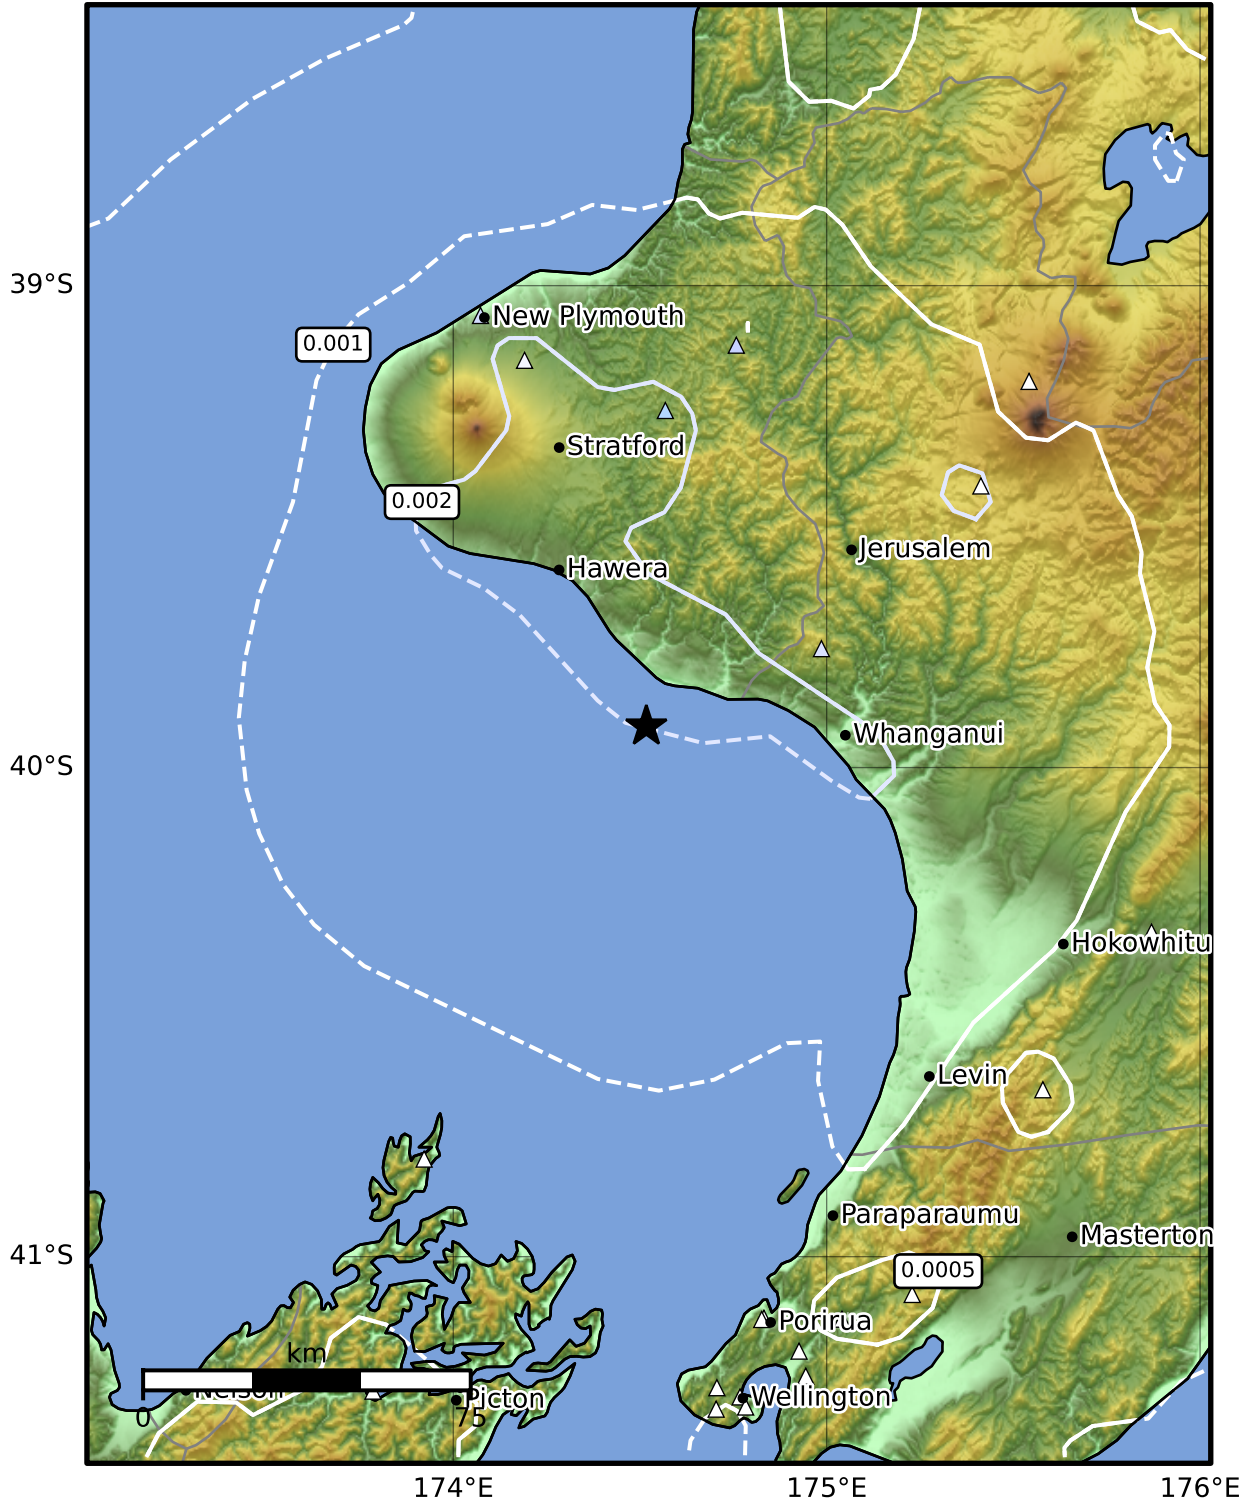 39°S
New Plymouth
0.001
Stratford
0.002
Jerusalem
Hawera
Whanganui
40°S
Hokowhitu
Levin
Paraparaumu
Masterton
41°S
0.0005
Porirua
km
Nelson
Picton
Wellington
0
75
174°E
175°E
176°E